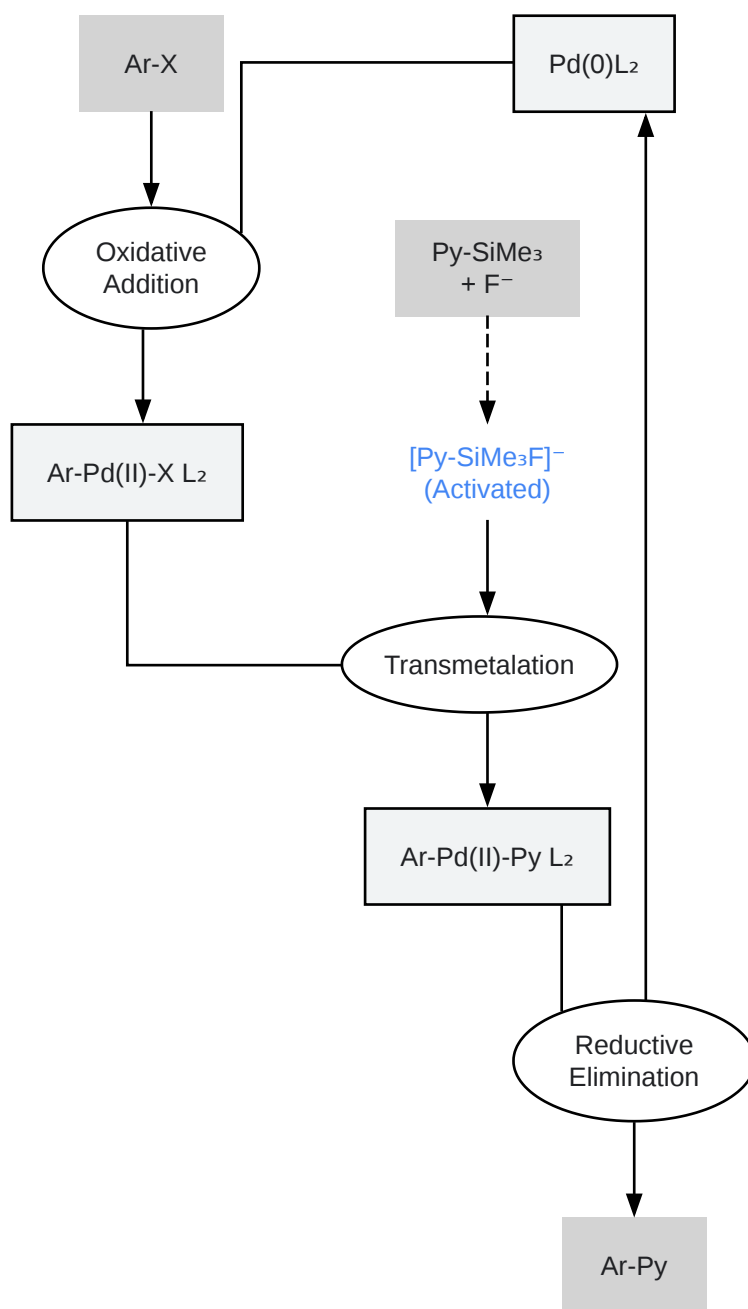 Ar-X
Pd(0)L₂
Oxidative
Addition
Py-SiMe₃
+ F⁻
Ar-Pd(II)-X L₂
[Py-SiMe₃F]⁻
(Activated)
Transmetalation
Ar-Pd(II)-Py L₂
Reductive
Elimination
Ar-Py